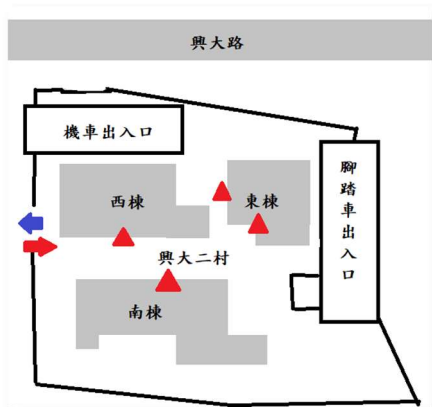 興大路
機車出入口
西棟
東棟
腳踏車出入口
興大二村
南棟